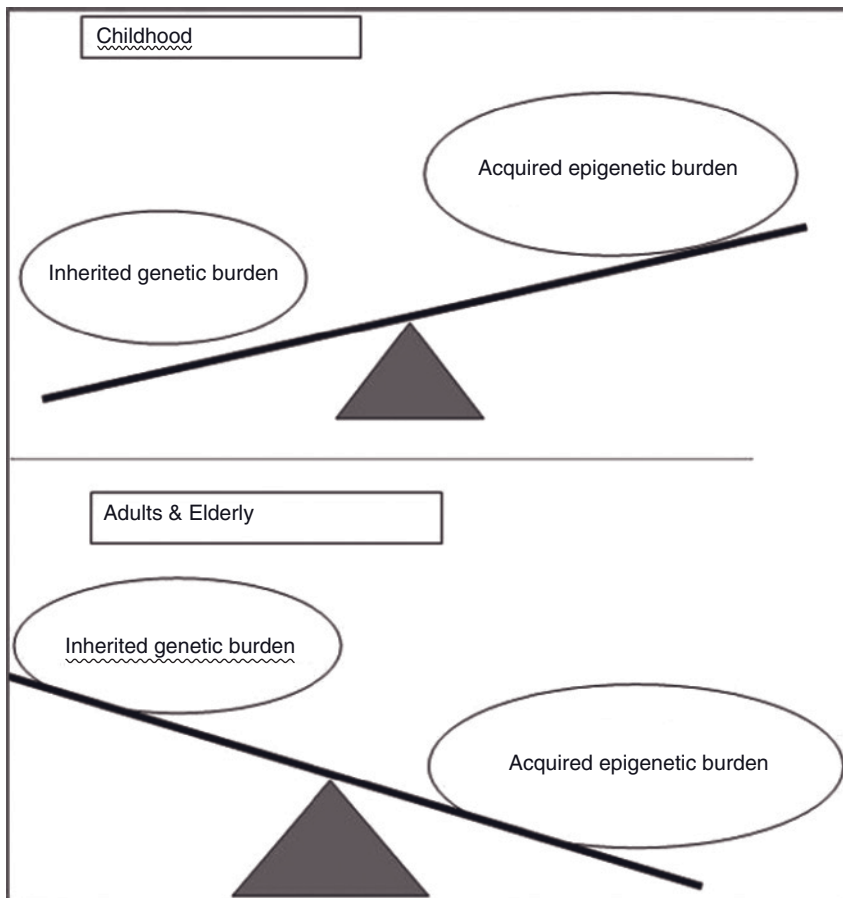 Childhood
Acquired epigenetic burden
Inherited genetic burden
Adults & Elderly
Inherited genetic burden
Acquired epigenetic burden